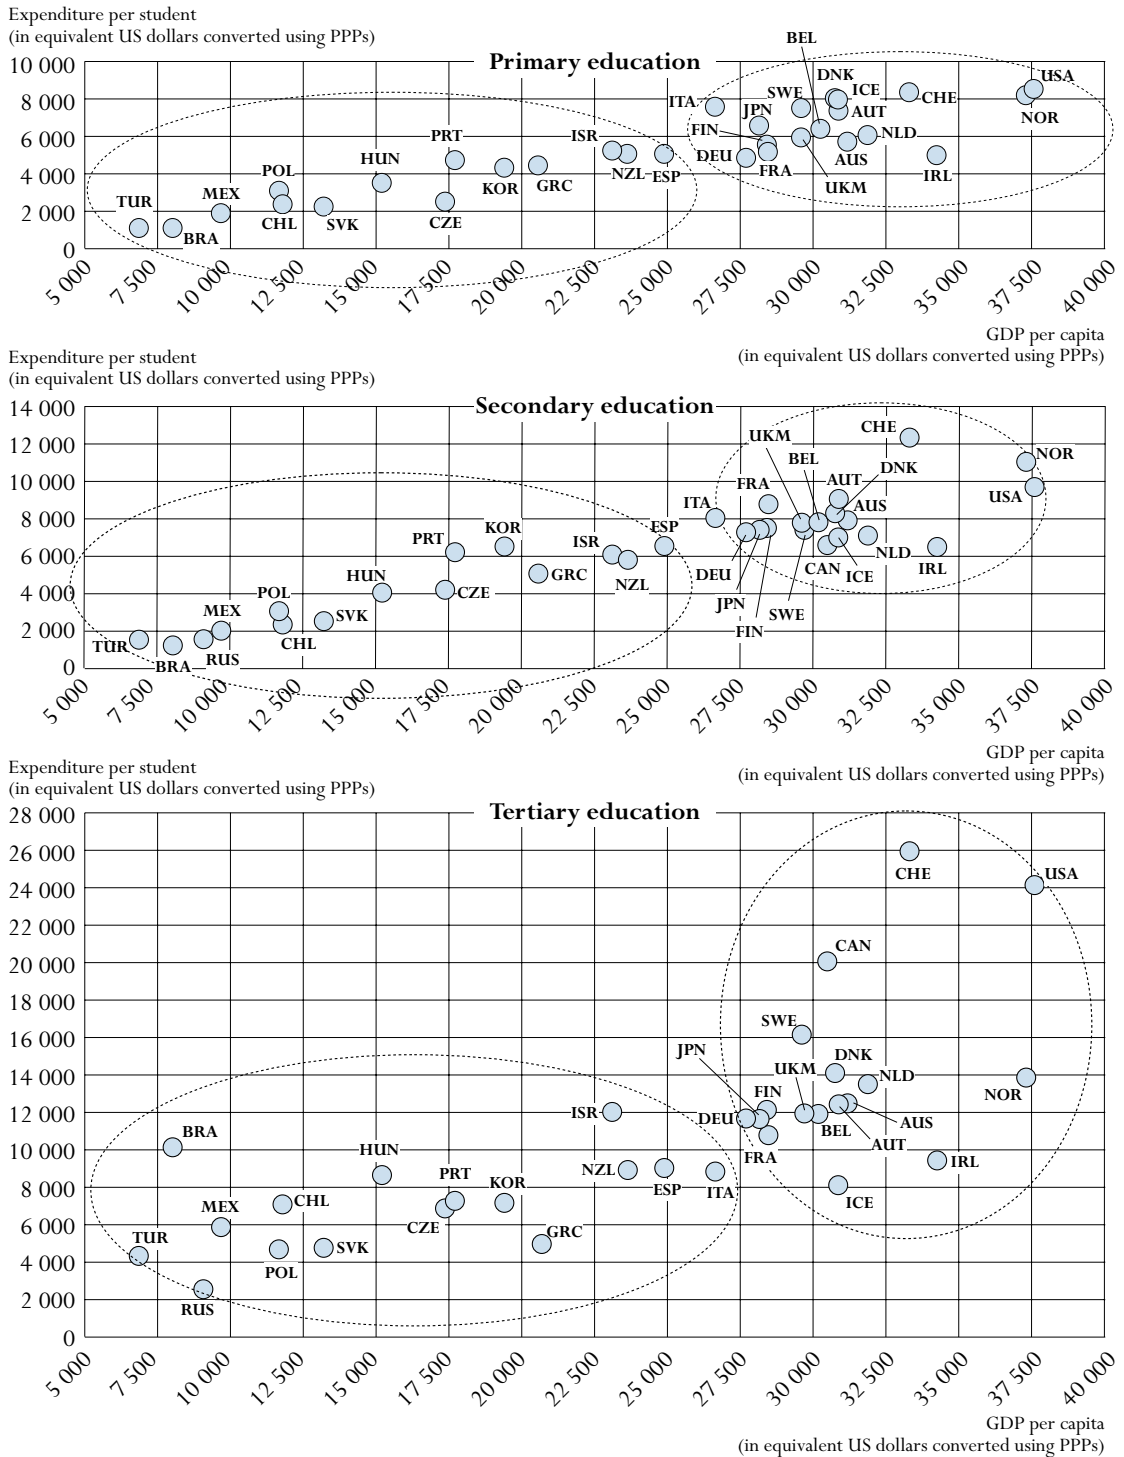 Expenditure per student
(in equivalent US dollars converted using PPPs)
Primary education
10 000
8 000
6 000
4 000
2 000
0
BEL
DNK
USA
SWE
ICE
CHE
ITA
JPN
AUT
NOR
FIN
NLD
PRT
ISR
DEU
AUS
HUN
NZL
ESP
FRA
IRL
POL
KOR
GRC
UKM
MEX
TUR
CHL
SVK
CZE
BRA
5 000
7 500
10 000
12 500
15 000
17 500
20 000
22 500
25 000
27 500
30 000
32 500
35 000
37 500
40 000
GDP per capita
(in equivalent US dollars converted using PPPs)
Expenditure per student
(in equivalent US dollars converted using PPPs)
Secondary education
14 000
12 000
10 000
8 000
6 000
4 000
2 000
0
CHE
UKM
BEL
NOR
DNK
FRA
AUT
USA
ITA
AUS
KOR
ESP
PRT
ISR
NLD
HUN
GRC
NZL
DEU
CAN
ICE
IRL
POL
CZE
JPN
MEX
SVK
SWE
FIN
TUR
CHL
BRA
RUS
5 000
7 500
10 000
12 500
15 000
17 500
20 000
22 500
25 000
27 500
30 000
32 500
35 000
37 500
40 000
GDP per capita
(in equivalent US dollars converted using PPPs)
Expenditure per student
(in equivalent US dollars converted using PPPs)
Tertiary education
28 000
26 000
24 000
22 000
20 000
18 000
16 000
14 000
12 000
10 000
8 000
6 000
4 000
2 000
0
CHE
USA
CAN
SWE
JPN
DNK
UKM
NLD
FIN
NOR
ISR
DEU
AUS
BRA
BEL
AUT
HUN
FRA
IRL
PRT
NZL
KOR
ESP
ITA
CHL
ICE
MEX
CZE
GRC
TUR
SVK
POL
RUS
5 000
7 500
10 000
12 500
15 000
17 500
20 000
22 500
25 000
27 500
30 000
32 500
35 000
37 500
40 000
GDP per capita
(in equivalent US dollars converted using PPPs)